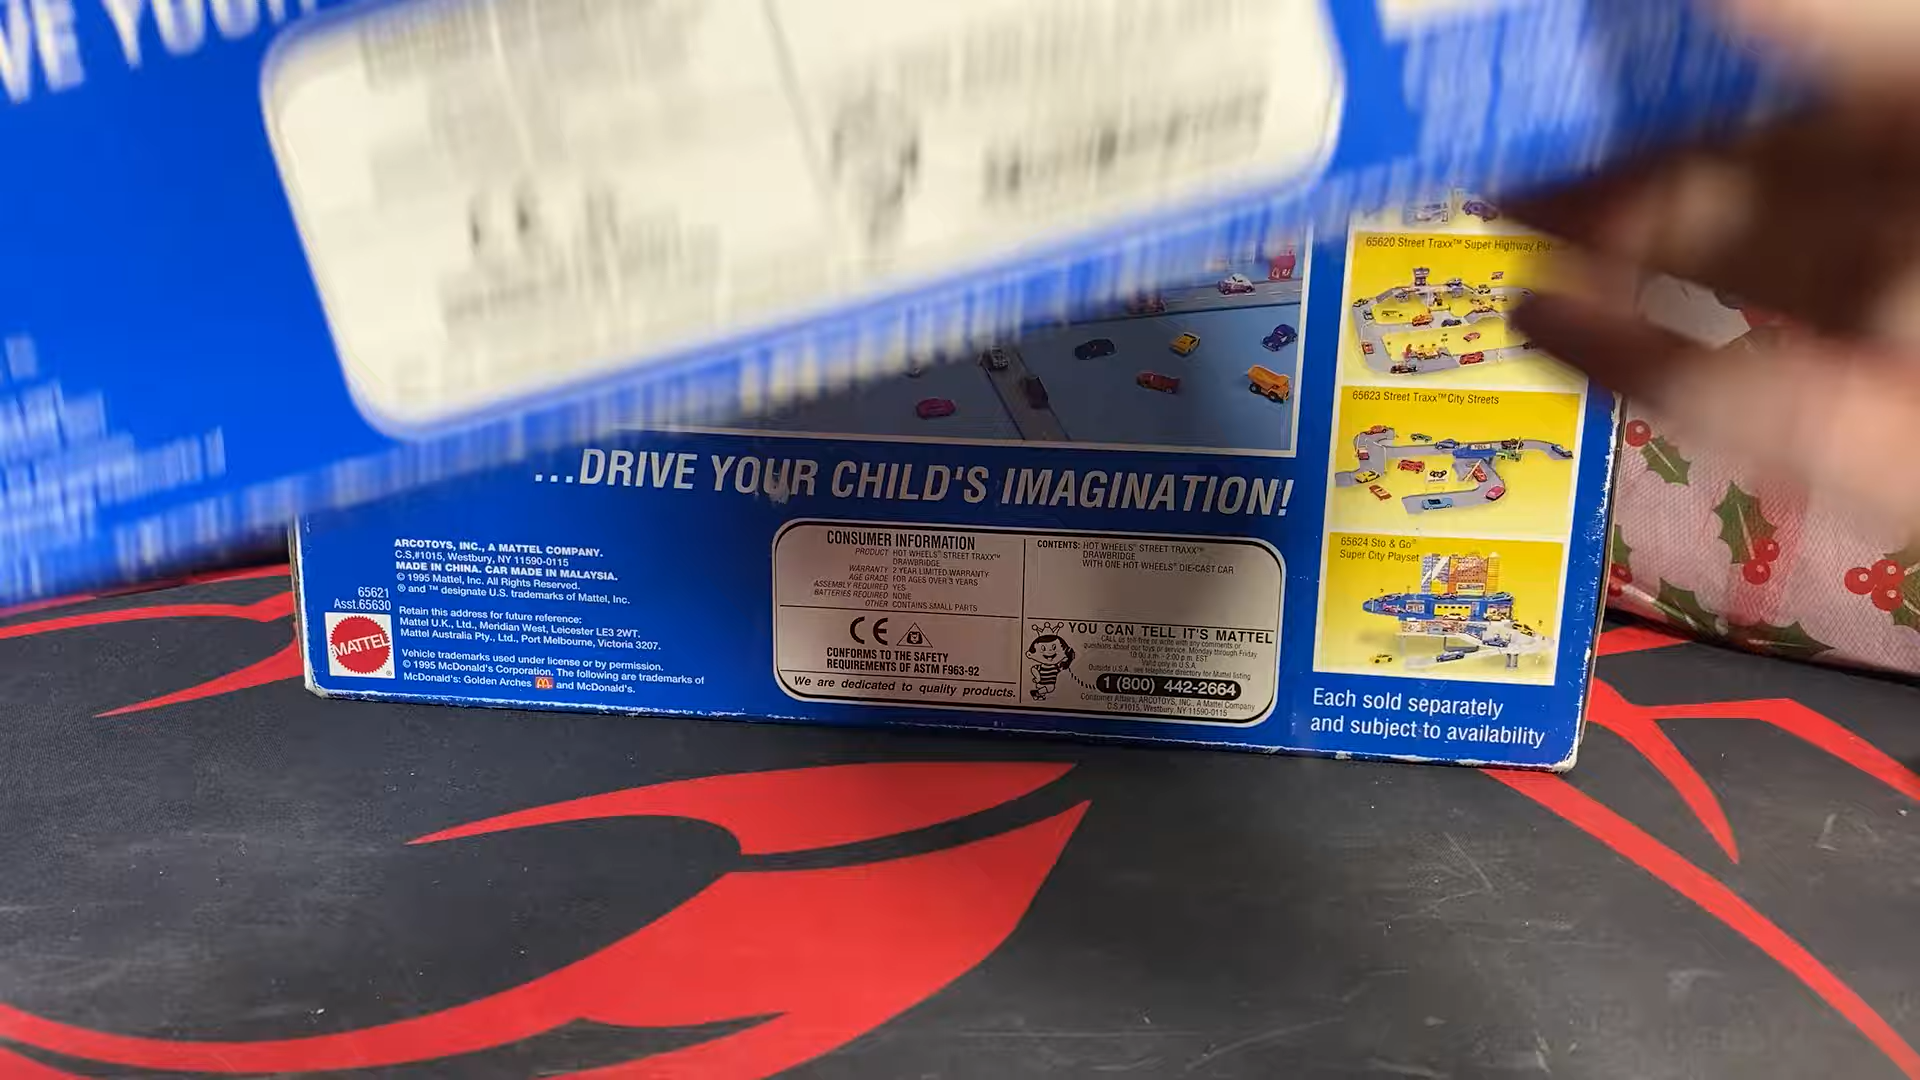 VE YOUR
65620 Street Traxx™ Super Highway
65623 Street Traxx™ City Streets
...DRIVE YOUR CHILD'S IMAGINATION!
ARCOTOYS, INC., A MATTEL COMPANY.
C.S.#1015, Westbury, NY 11590-0115
MADE IN CHINA. CAR MADE IN MALAYSIA.
© 1995 Mattel, Inc. All Rights Reserved.
® and ™ designate U.S. trademarks of Mattel, Inc.
65621
Asst.65630
Retain this address for future reference:
Mattel U.K., Ltd., Meridian West, Leicester LE3 2WT.
Mattel Australia Pty., Ltd., Port Melbourne, Victoria 3207.
MATTEL®
Vehicle trademarks used under license or by permission.
© 1995 McDonald's Corporation. The following are trademarks of
McDonald's: Golden Arches M and McDonald's.
CONSUMER INFORMATION
PRODUCT HOT WHEELS® STREET TRAXX™
DRAWBRIDGE
WARRANTY 2 YEAR LIMITED WARRANTY
AGE GRADE FOR AGES OVER 3 YEARS
ASSEMBLY REQUIRED YES
BATTERIES REQUIRED NONE
OTHER CONTAINS SMALL PARTS
CE
CONFORMS TO THE SAFETY
REQUIREMENTS OF ASTM F963-92
We are dedicated to quality products.
CONTENTS: HOT WHEELS® STREET TRAXX™
DRAWBRIDGE
WITH ONE HOT WHEELS® DIE-CAST CAR
YOU CAN TELL IT'S MATTEL
CALL us toll-free or write with any comments or
questions about our toys or service. Monday through Friday
10:00 a.m - 2:00 p.m. EST
Valid only in U.S.A.
Outside U.S.A., see telephone directory for Mattel listing
1 (800) 442-2664
Consumer Affairs, ARCOTOYS, INC., A Mattel Company
C.S.#1015, Westbury, NY 11590-0115
65624 Sto & Go®
Super City Playset
Each sold separately
and subject to availability